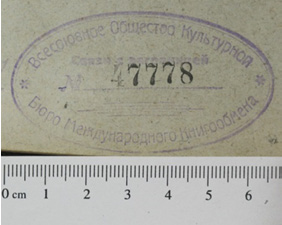 * Всесоюзное Общество Культурной *
№ 47778
Бюро Международного Книгообмена
0 cm 1 2 3 4 5 6